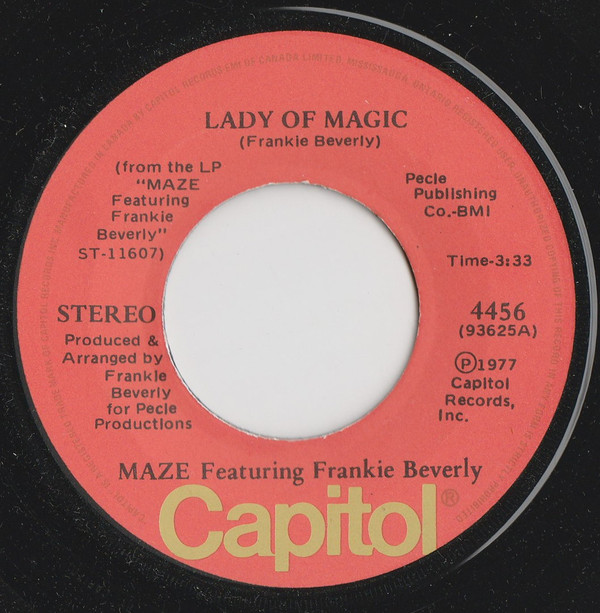 LADY OF MAGIC
(Frankie Beverly)
(from the LP
"MAZE
Featuring
Frankie
Beverly"
ST-11607)
Pecle
Publishing
Co.-BMI
Time-3:33
STEREO
Produced &
Arranged by
Frankie
Beverly
for Pecle
Productions
4456
(93625A)
Ⓟ1977
Capitol
Records,
Inc.
MAZE Featuring Frankie Beverly
Capitol®